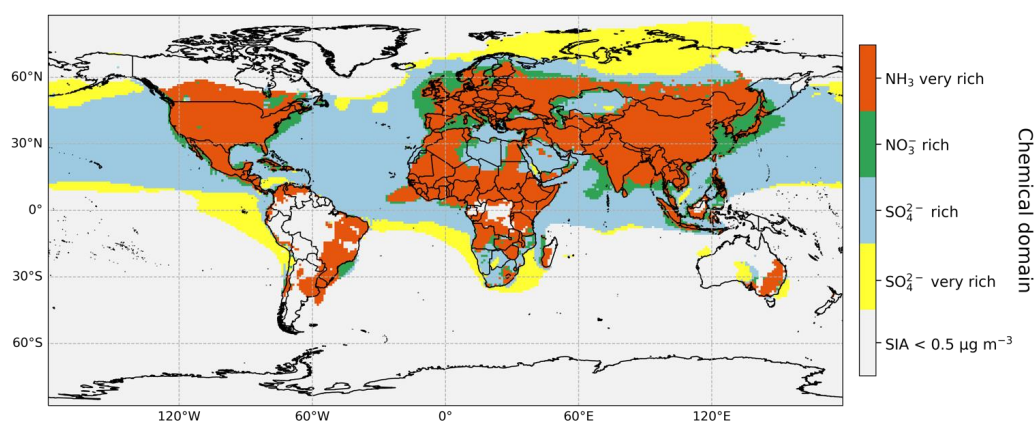 60°N
30°N
0°
30°S
60°S
120°W
60°W
0°
60°E
120°E
NH₃ very rich
NO₃⁻ rich
SO₄²⁻ rich
SO₄²⁻ very rich
SIA < 0.5 μg m⁻³
Chemical domain